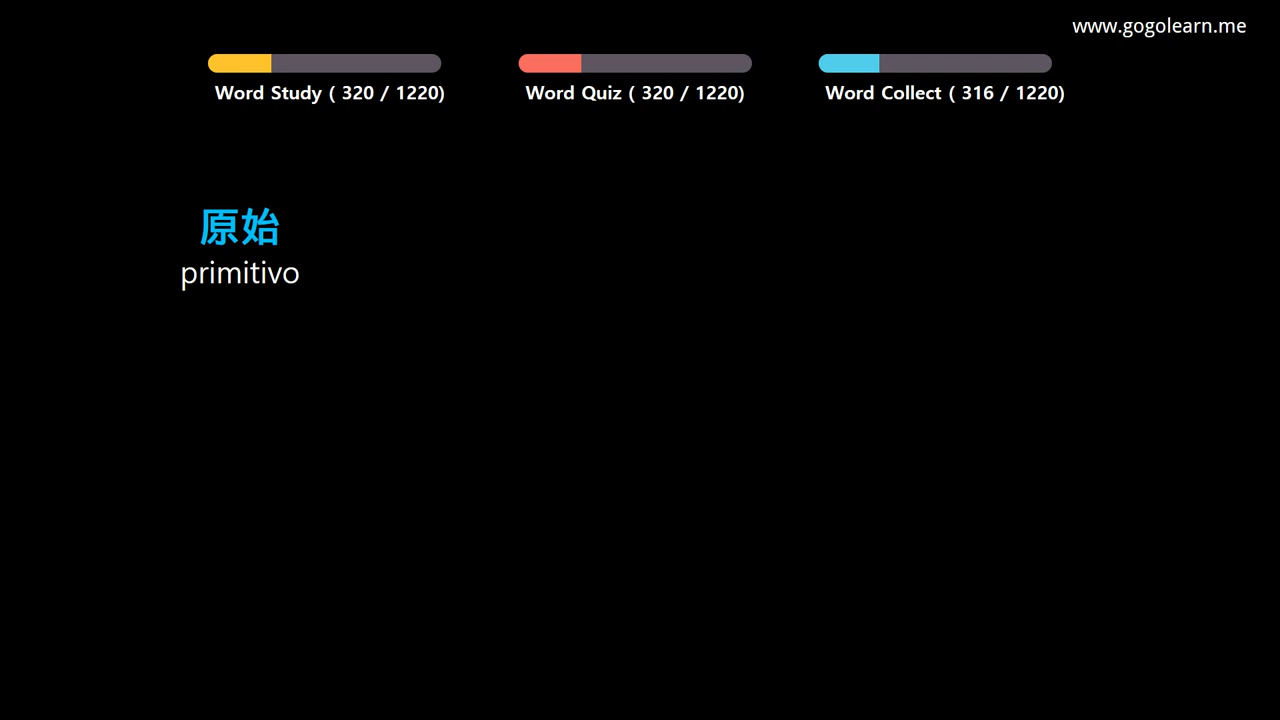 www.gogolearn.me
Word Study ( 320 / 1220)
Word Quiz ( 320 / 1220)
Word Collect ( 316 / 1220)
原始
primitivo